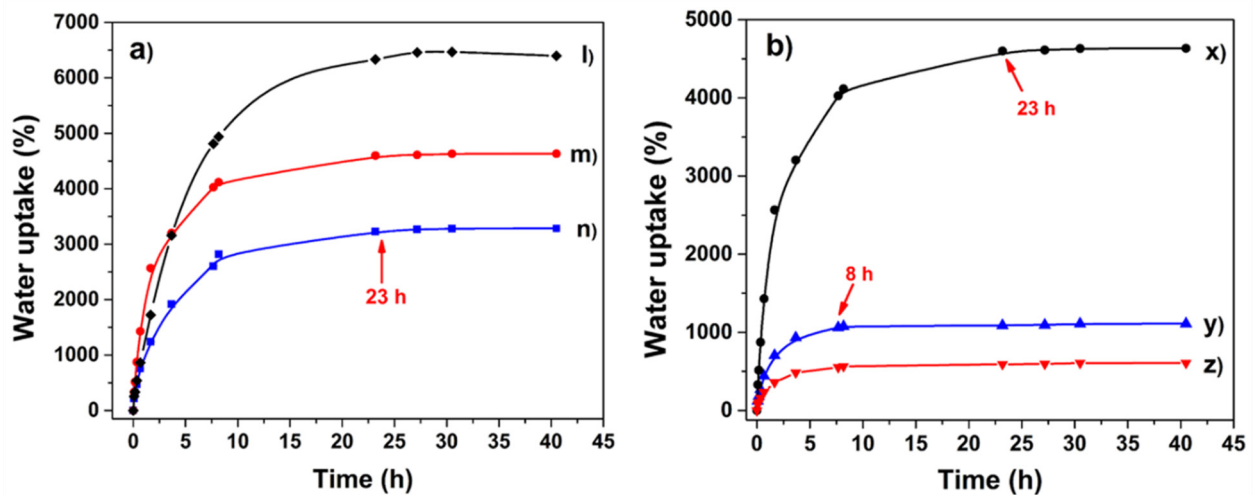 a)
7000
6000
5000
4000
3000
2000
1000
0
Water uptake (%)
l)
m)
n)
23 h
0 5 10 15 20 25 30 35 40 45
Time (h)
b)
5000
4000
3000
2000
1000
0
Water uptake (%)
x)
23 h
8 h
y)
z)
0 5 10 15 20 25 30 35 40 45
Time (h)